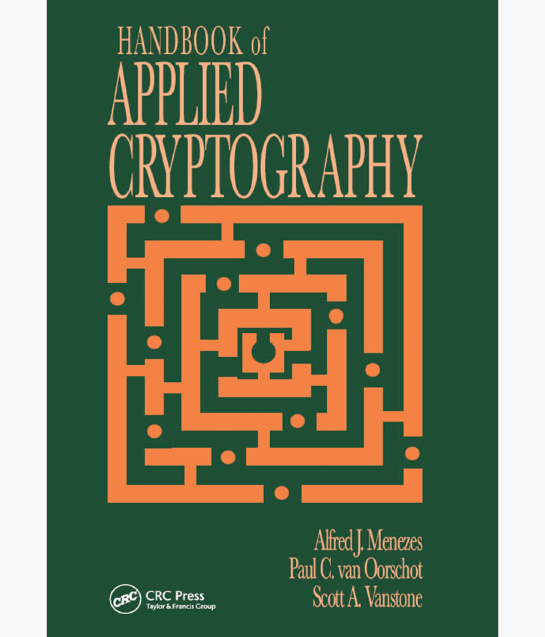 HANDBOOK of
APPLIED
CRYPTOGRAPHY
Alfred J. Menezes
Paul C. van Oorschot
Scott A. Vanstone
CRC
CRC Press
Taylor & Francis Group